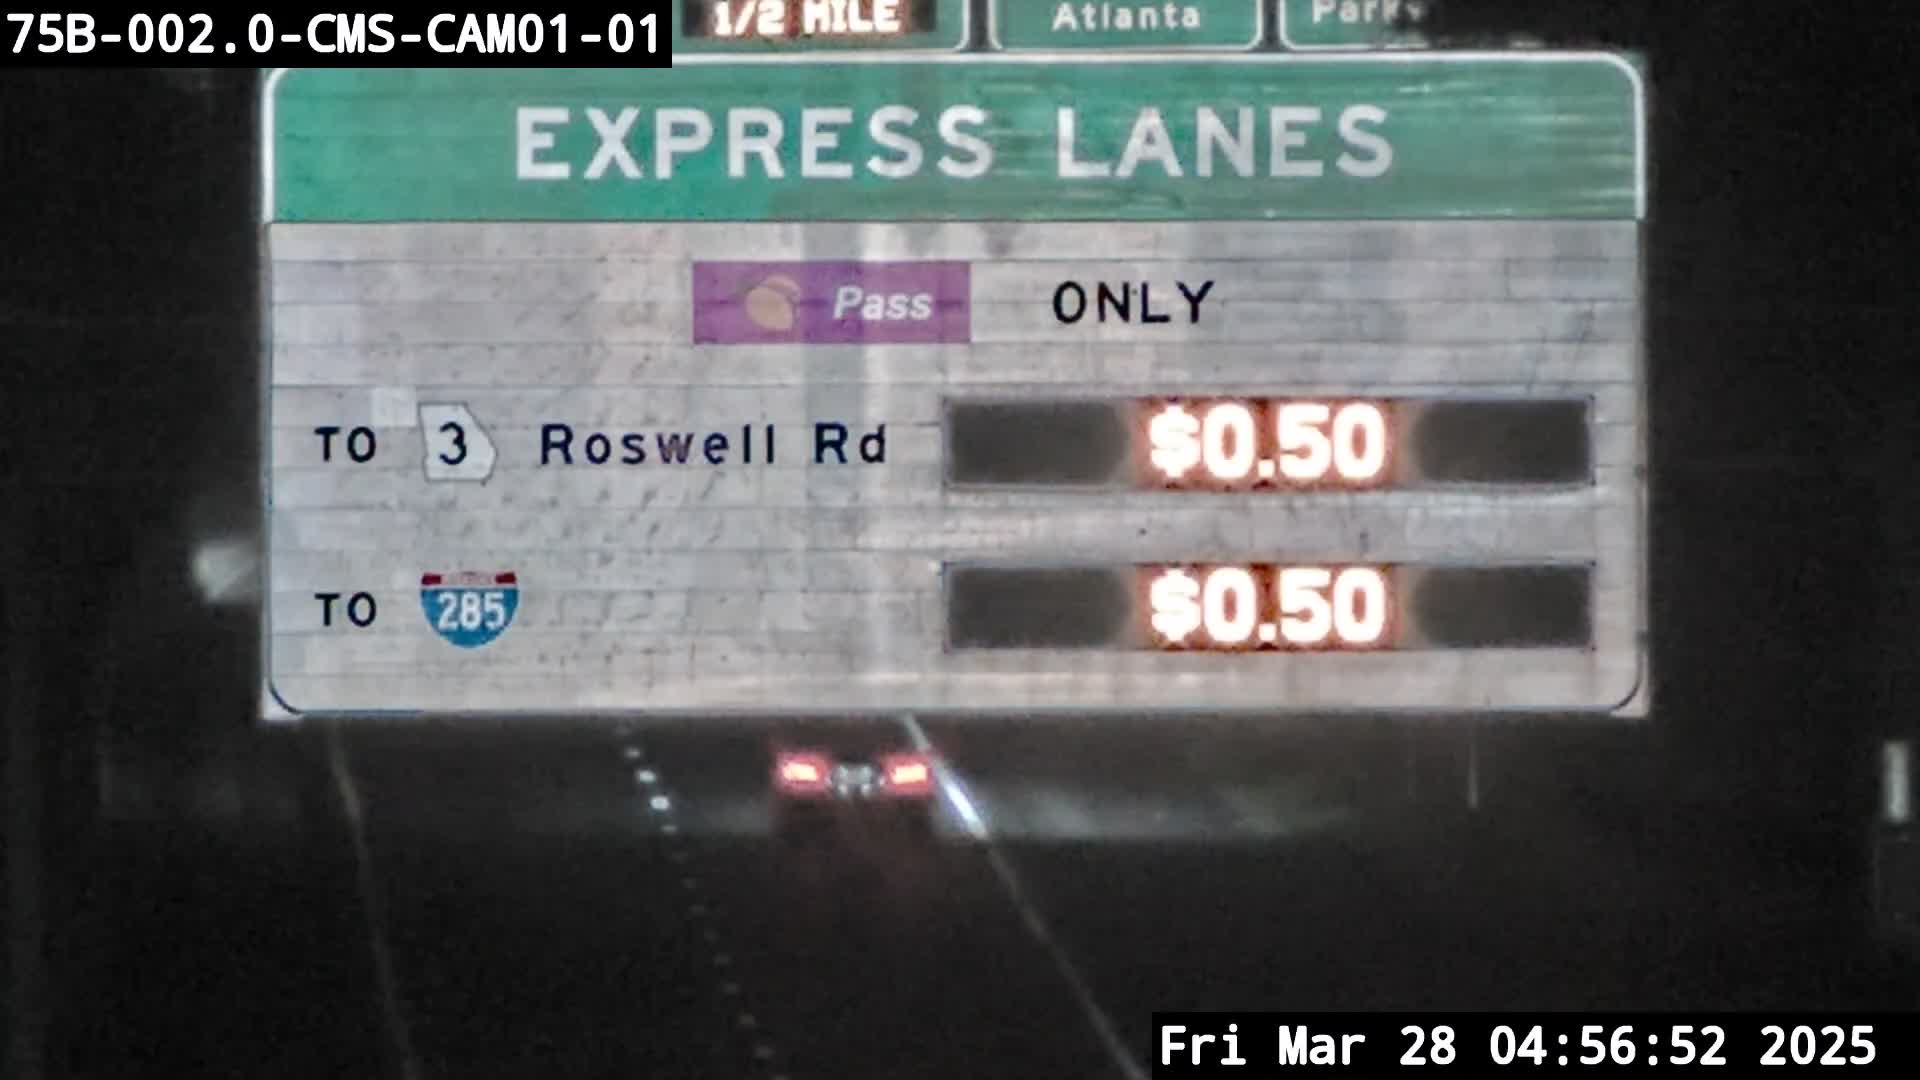 75B-002.0-CMS-CAM01-01
1/2 MILE
Atlanta
EXPRESS LANES
Pass ONLY
TO 3 Roswell Rd $0.50
TO 285 $0.50
Fri Mar 28 04:56:52 2025